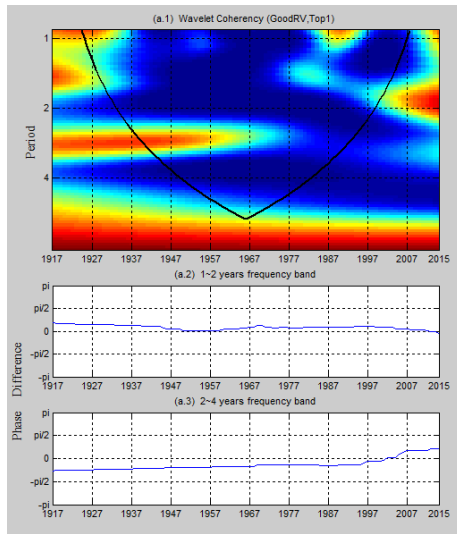 (a.1) Wavelet Coherency (GoodRV,Top1)
Period
1
2
4
1917 1927 1937 1947 1957 1967 1977 1987 1997 2007 2015
(a.2) 1~2 years frequency band
Phase Difference
pi
pi/2
0
-pi/2
-pi
1917 1927 1937 1947 1957 1967 1977 1987 1997 2007 2015
(a.3) 2~4 years frequency band
pi
pi/2
0
-pi/2
-pi
1917 1927 1937 1947 1957 1967 1977 1987 1997 2007 2015